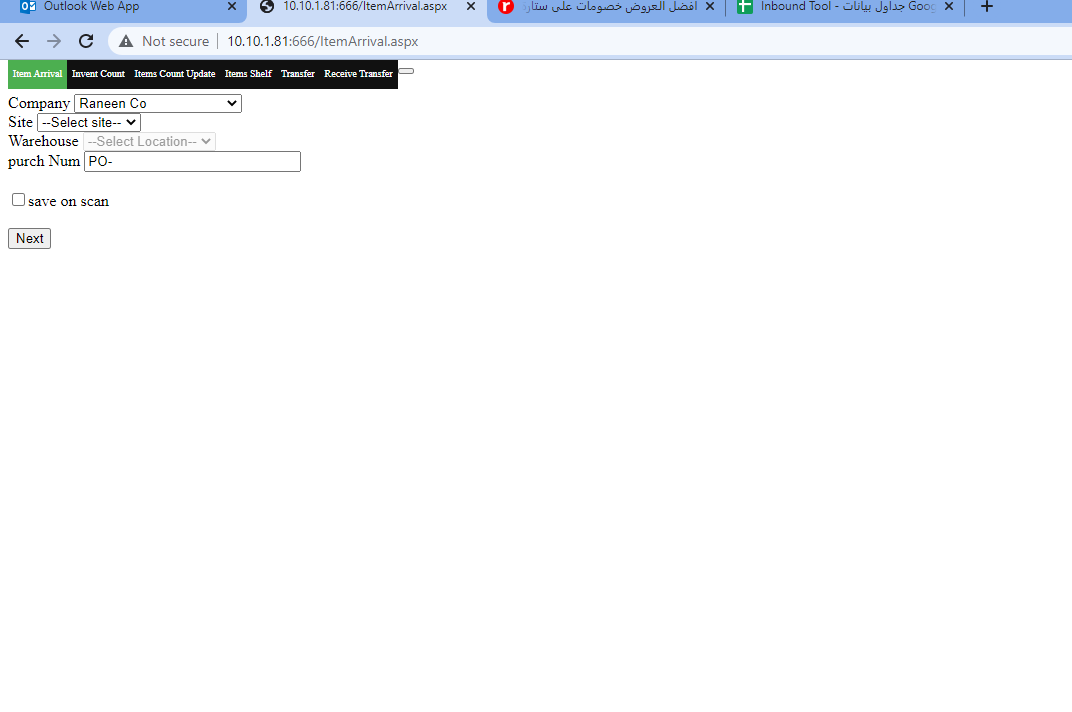 Outlook Web App
10.10.1.81:666/ItemArrival.aspx
افضل العروض خصومات على ستارا
Inbound Tool - جداول بيانات Goog
Not secure
10.10.1.81:666/ItemArrival.aspx
Item Arrival Invent Count Items Count Update Items Shelf Transfer Receive Transfer
Company Raneen Co
Site --Select site--
Warehouse --Select Location--
purch Num PO-
save on scan
Next